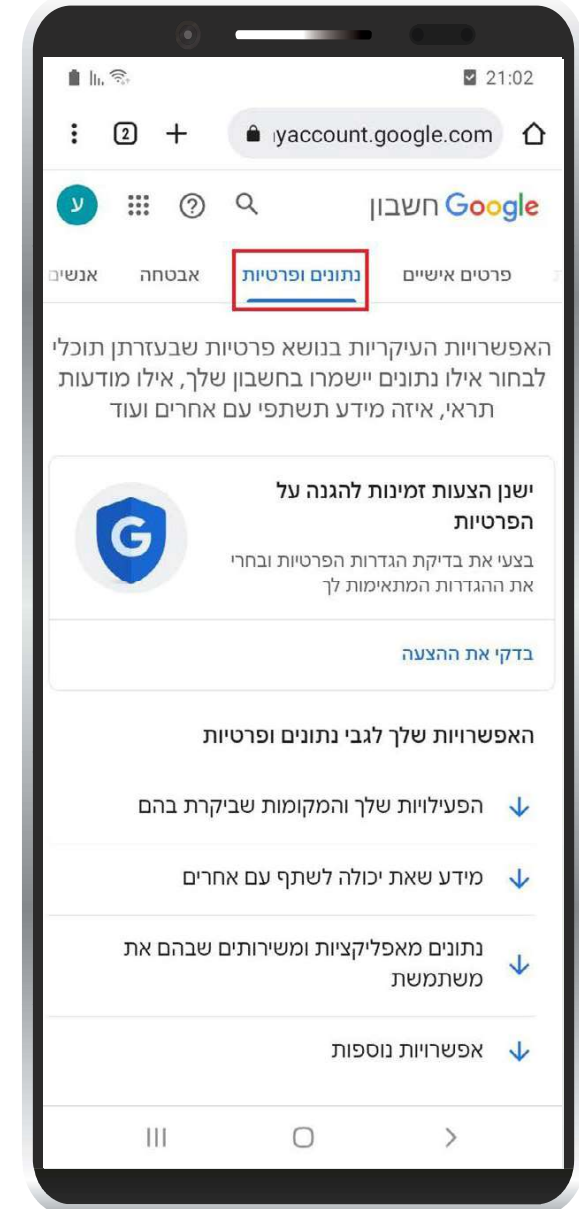 21:02
2
yaccount.google.com
חשבון Google
ע
פרטים אישיים נתונים ופרטיות אבטחה אנשים
האפשרויות העיקריות בנושא פרטיות שבעזרתן תוכלי
לבחור אילו נתונים יישמרו בחשבון שלך, אילו מודעות
תראי, איזה מידע תשתפי עם אחרים ועוד
ישנן הצעות זמינות להגנה על
הפרטיות
בצעי את בדיקת הגדרות הפרטיות ובחרי
את ההגדרות המתאימות לך
G
בדקי את ההצעה
האפשרויות שלך לגבי נתונים ופרטיות
הפעילויות שלך והמקומות שביקרת בהם
מידע שאת יכולה לשתף עם אחרים
נתונים מאפליקציות ומשירותים שבהם את
משתמשת
אפשרויות נוספות